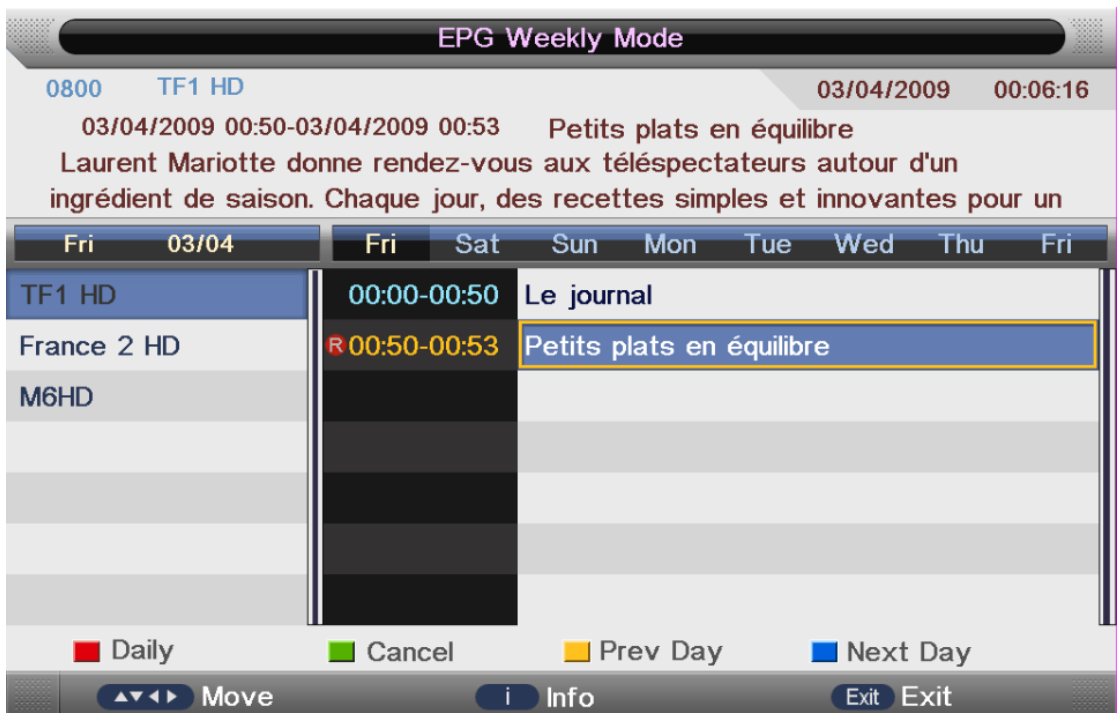 EPG Weekly Mode
0800 TF1 HD 03/04/2009 00:06:16
03/04/2009 00:50-03/04/2009 00:53 Petits plats en équilibre
Laurent Mariotte donne rendez-vous aux téléspectateurs autour d'un
ingrédient de saison. Chaque jour, des recettes simples et innovantes pour un
Fri 03/04 Fri Sat Sun Mon Tue Wed Thu Fri
TF1 HD 00:00-00:50 Le journal
France 2 HD R 00:50-00:53 Petits plats en équilibre
M6HD
Daily Cancel Prev Day Next Day
Move i Info Exit Exit